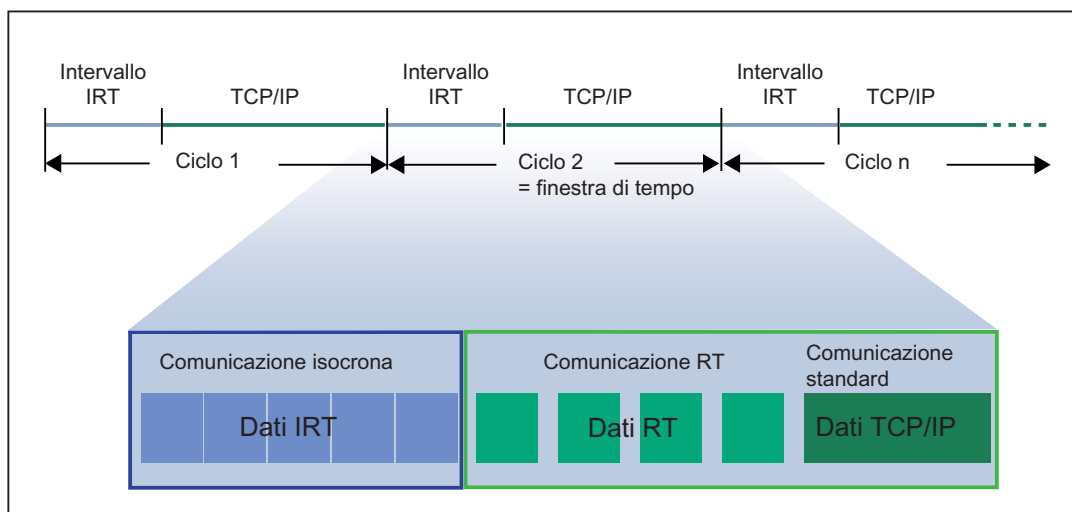 Intervallo
IRT
TCP/IP
Intervallo
IRT
TCP/IP
Intervallo
IRT
TCP/IP
Ciclo 1
Ciclo 2
= finestra di tempo
Ciclo n
Comunicazione isocrona
Comunicazione RT
Comunicazione
standard
Dati IRT
Dati RT
Dati TCP/IP